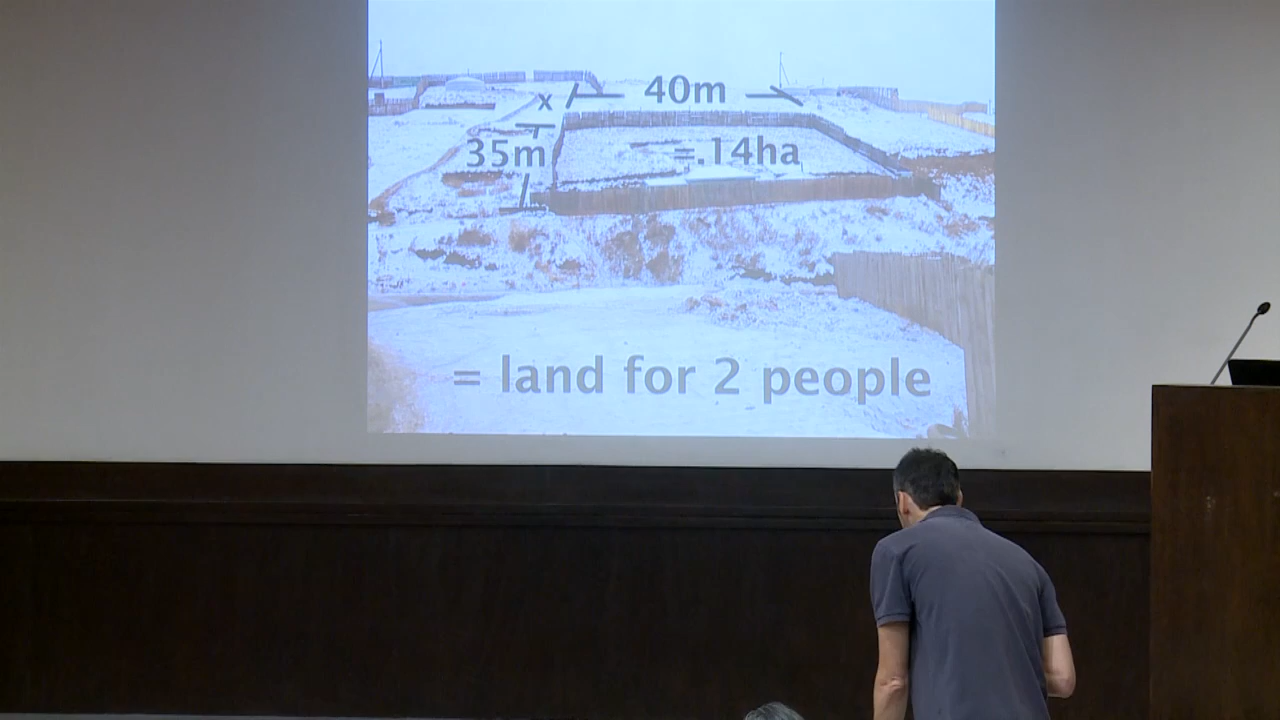 40m
x
35m
=.14ha
= land for 2 people